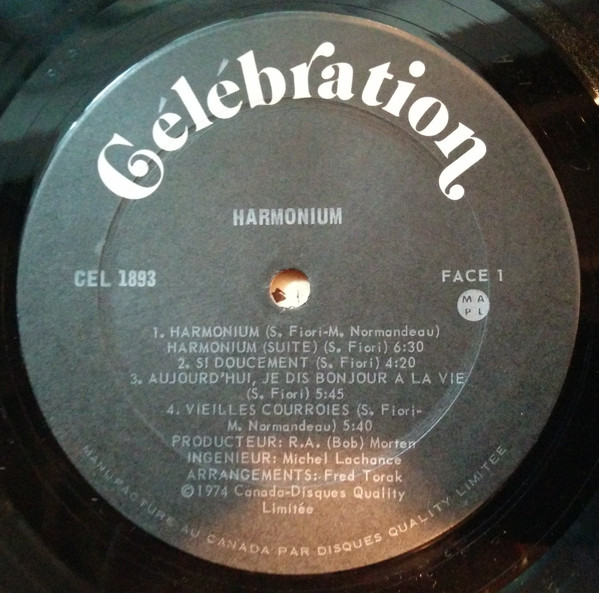 Célébration
HARMONIUM
CEL 1893
FACE 1
M A
P L
1. HARMONIUM (S. Fiori-M. Normandeau)
HARMONIUM (SUITE) (S. Fiori) 6:30
2. SI DOUCEMENT (S. Fiori) 4:20
3. AUJOURD'HUI, JE DIS BONJOUR A LA VIE
(S. Fiori) 5:45
4. VIEILLES COURROIES (S. Fiori-
M. Normandeau) 5:40
PRODUCTEUR: R.A. (Bob) Morten
INGENIEUR: Michel Lachance
ARRANGEMENTS: Fred Torak
©1974 Canada-Disques Quality
Limitée
MANUFACTURE AU CANADA PAR DISQUES QUALITY LIMITEE